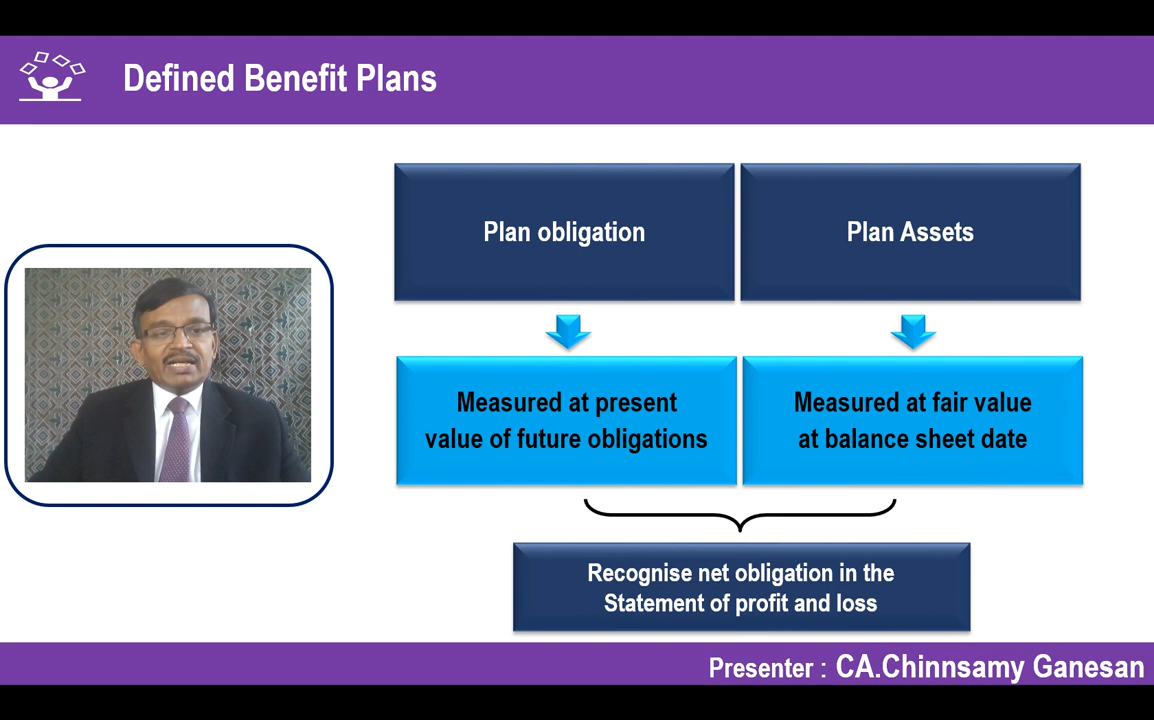 Defined Benefit Plans
Plan obligation
Plan Assets
Measured at present
value of future obligations
Measured at fair value
at balance sheet date
Recognise net obligation in the
Statement of profit and loss
Presenter : CA.Chinnsamy Ganesan